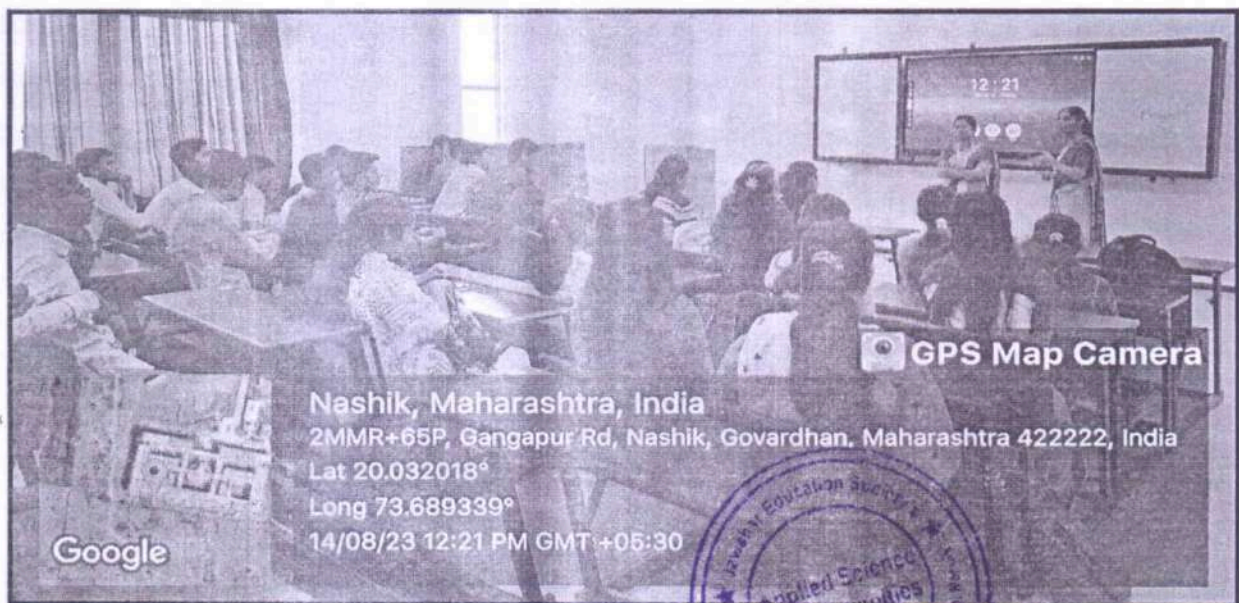 12:21
GPS Map Camera
Nashik, Maharashtra, India
2MMR+65P, Gangapur Rd, Nashik, Govardhan, Maharashtra 422222, India
Lat 20.032018°
Long 73.689339°
14/08/23 12:21 PM GMT +05:30
Google
Jawahar Education Society's
Applied Science